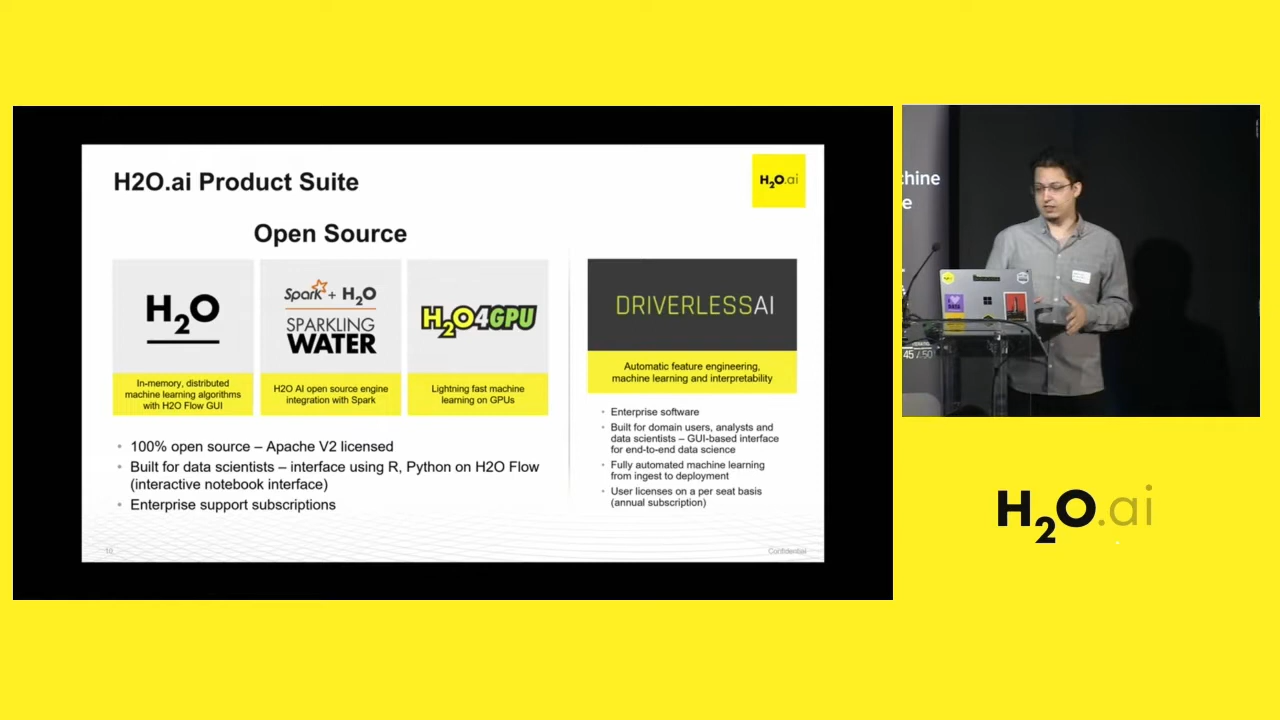 H2O.ai Product Suite
H2O.ai
Open Source
H2O
Spark + H2O
SPARKLING
WATER
H2O4GPU
DRIVERLESSAI
In-memory, distributed
machine learning algorithms
with H2O Flow GUI
H2O AI open source engine
integration with Spark
Lightning fast machine
learning on GPUs
Automatic feature engineering,
machine learning and interpretability
• 100% open source – Apache V2 licensed
• Built for data scientists – interface using R, Python on H2O Flow
(interactive notebook interface)
• Enterprise support subscriptions
• Enterprise software
• Built for domain users, analysts and
data scientists – GUI-based interface
for end-to-end data science
• Fully automated machine learning
from ingest to deployment
• User licenses on a per seat basis
(annual subscription)
10
Confidential
chine
e
45 / 50
H2O.ai